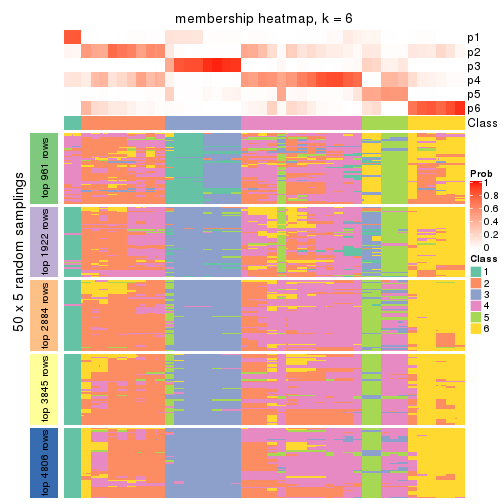 membership heatmap, k = 6
p1
p2
p3
p4
p5
p6
Class
50 x 5 random samplings
top 961 rows
top 1922 rows
top 2884 rows
top 3845 rows
top 4806 rows
Prob
1
0.8
0.6
0.4
0.2
0
Class
1
2
3
4
5
6